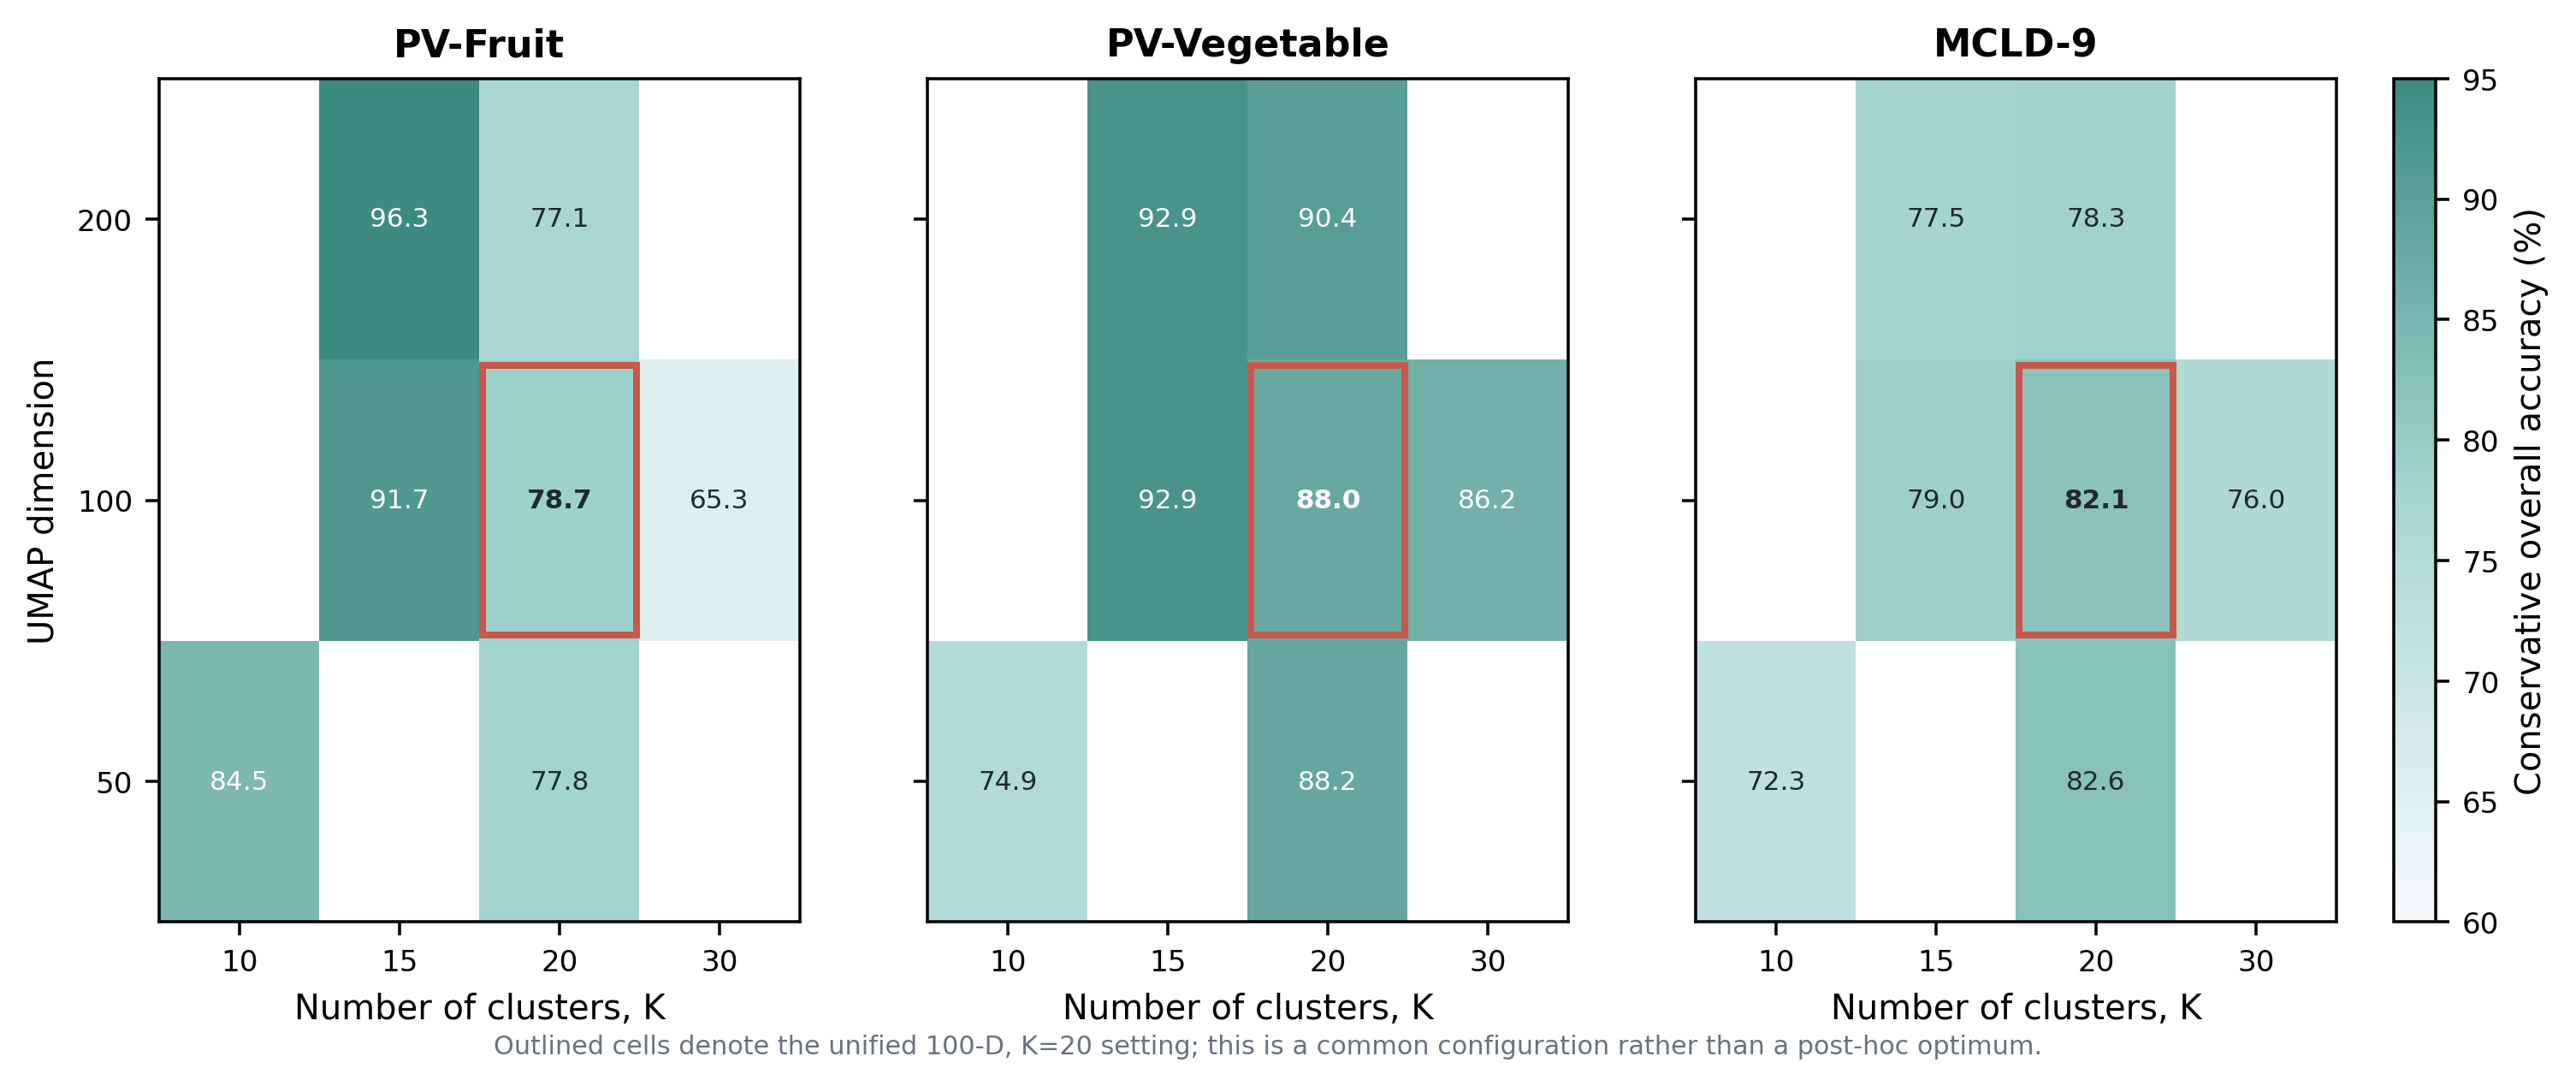 PV-Fruit PV-Vegetable MCLD-9
UMAP dimension
200
100
50
96.3 77.1
91.7 78.7 65.3
84.5 77.8
10 15 20 30
Number of clusters, K
92.9 90.4
92.9 88.0 86.2
74.9 88.2
10 15 20 30
Number of clusters, K
77.5 78.3
79.0 82.1 76.0
72.3 82.6
10 15 20 30
Number of clusters, K
95
90
85
80
75
70
65
60
Conservative overall accuracy (%)
Outlined cells denote the unified 100-D, K=20 setting; this is a common configuration rather than a post-hoc optimum.